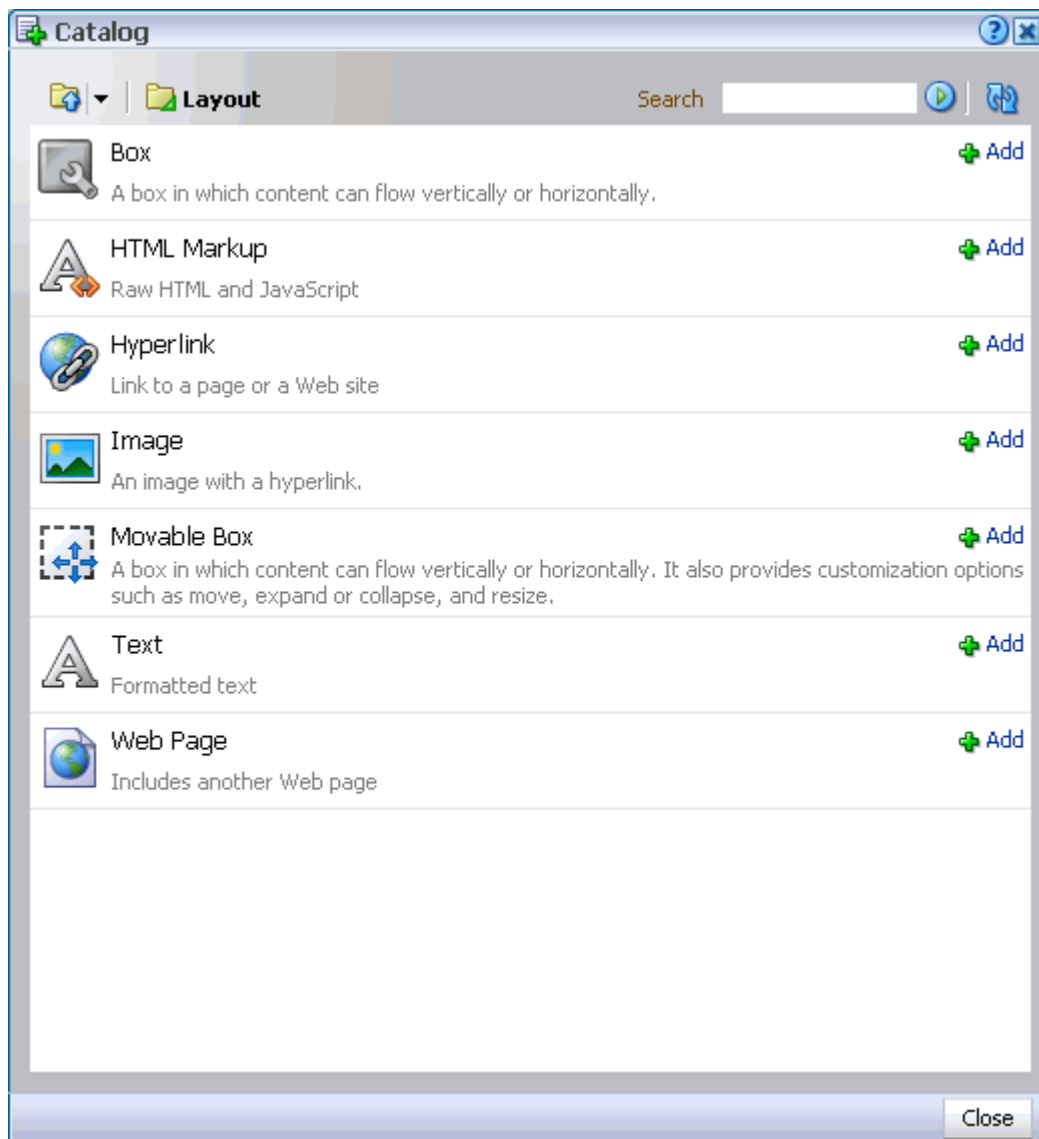 Catalog
Layout
Search
Box
Add
A box in which content can flow vertically or horizontally.
HTML Markup
Add
Raw HTML and JavaScript
Hyperlink
Add
Link to a page or a Web site
Image
Add
An image with a hyperlink.
Movable Box
Add
A box in which content can flow vertically or horizontally. It also provides customization options
such as move, expand or collapse, and resize.
Text
Add
Formatted text
Web Page
Add
Includes another Web page
Close